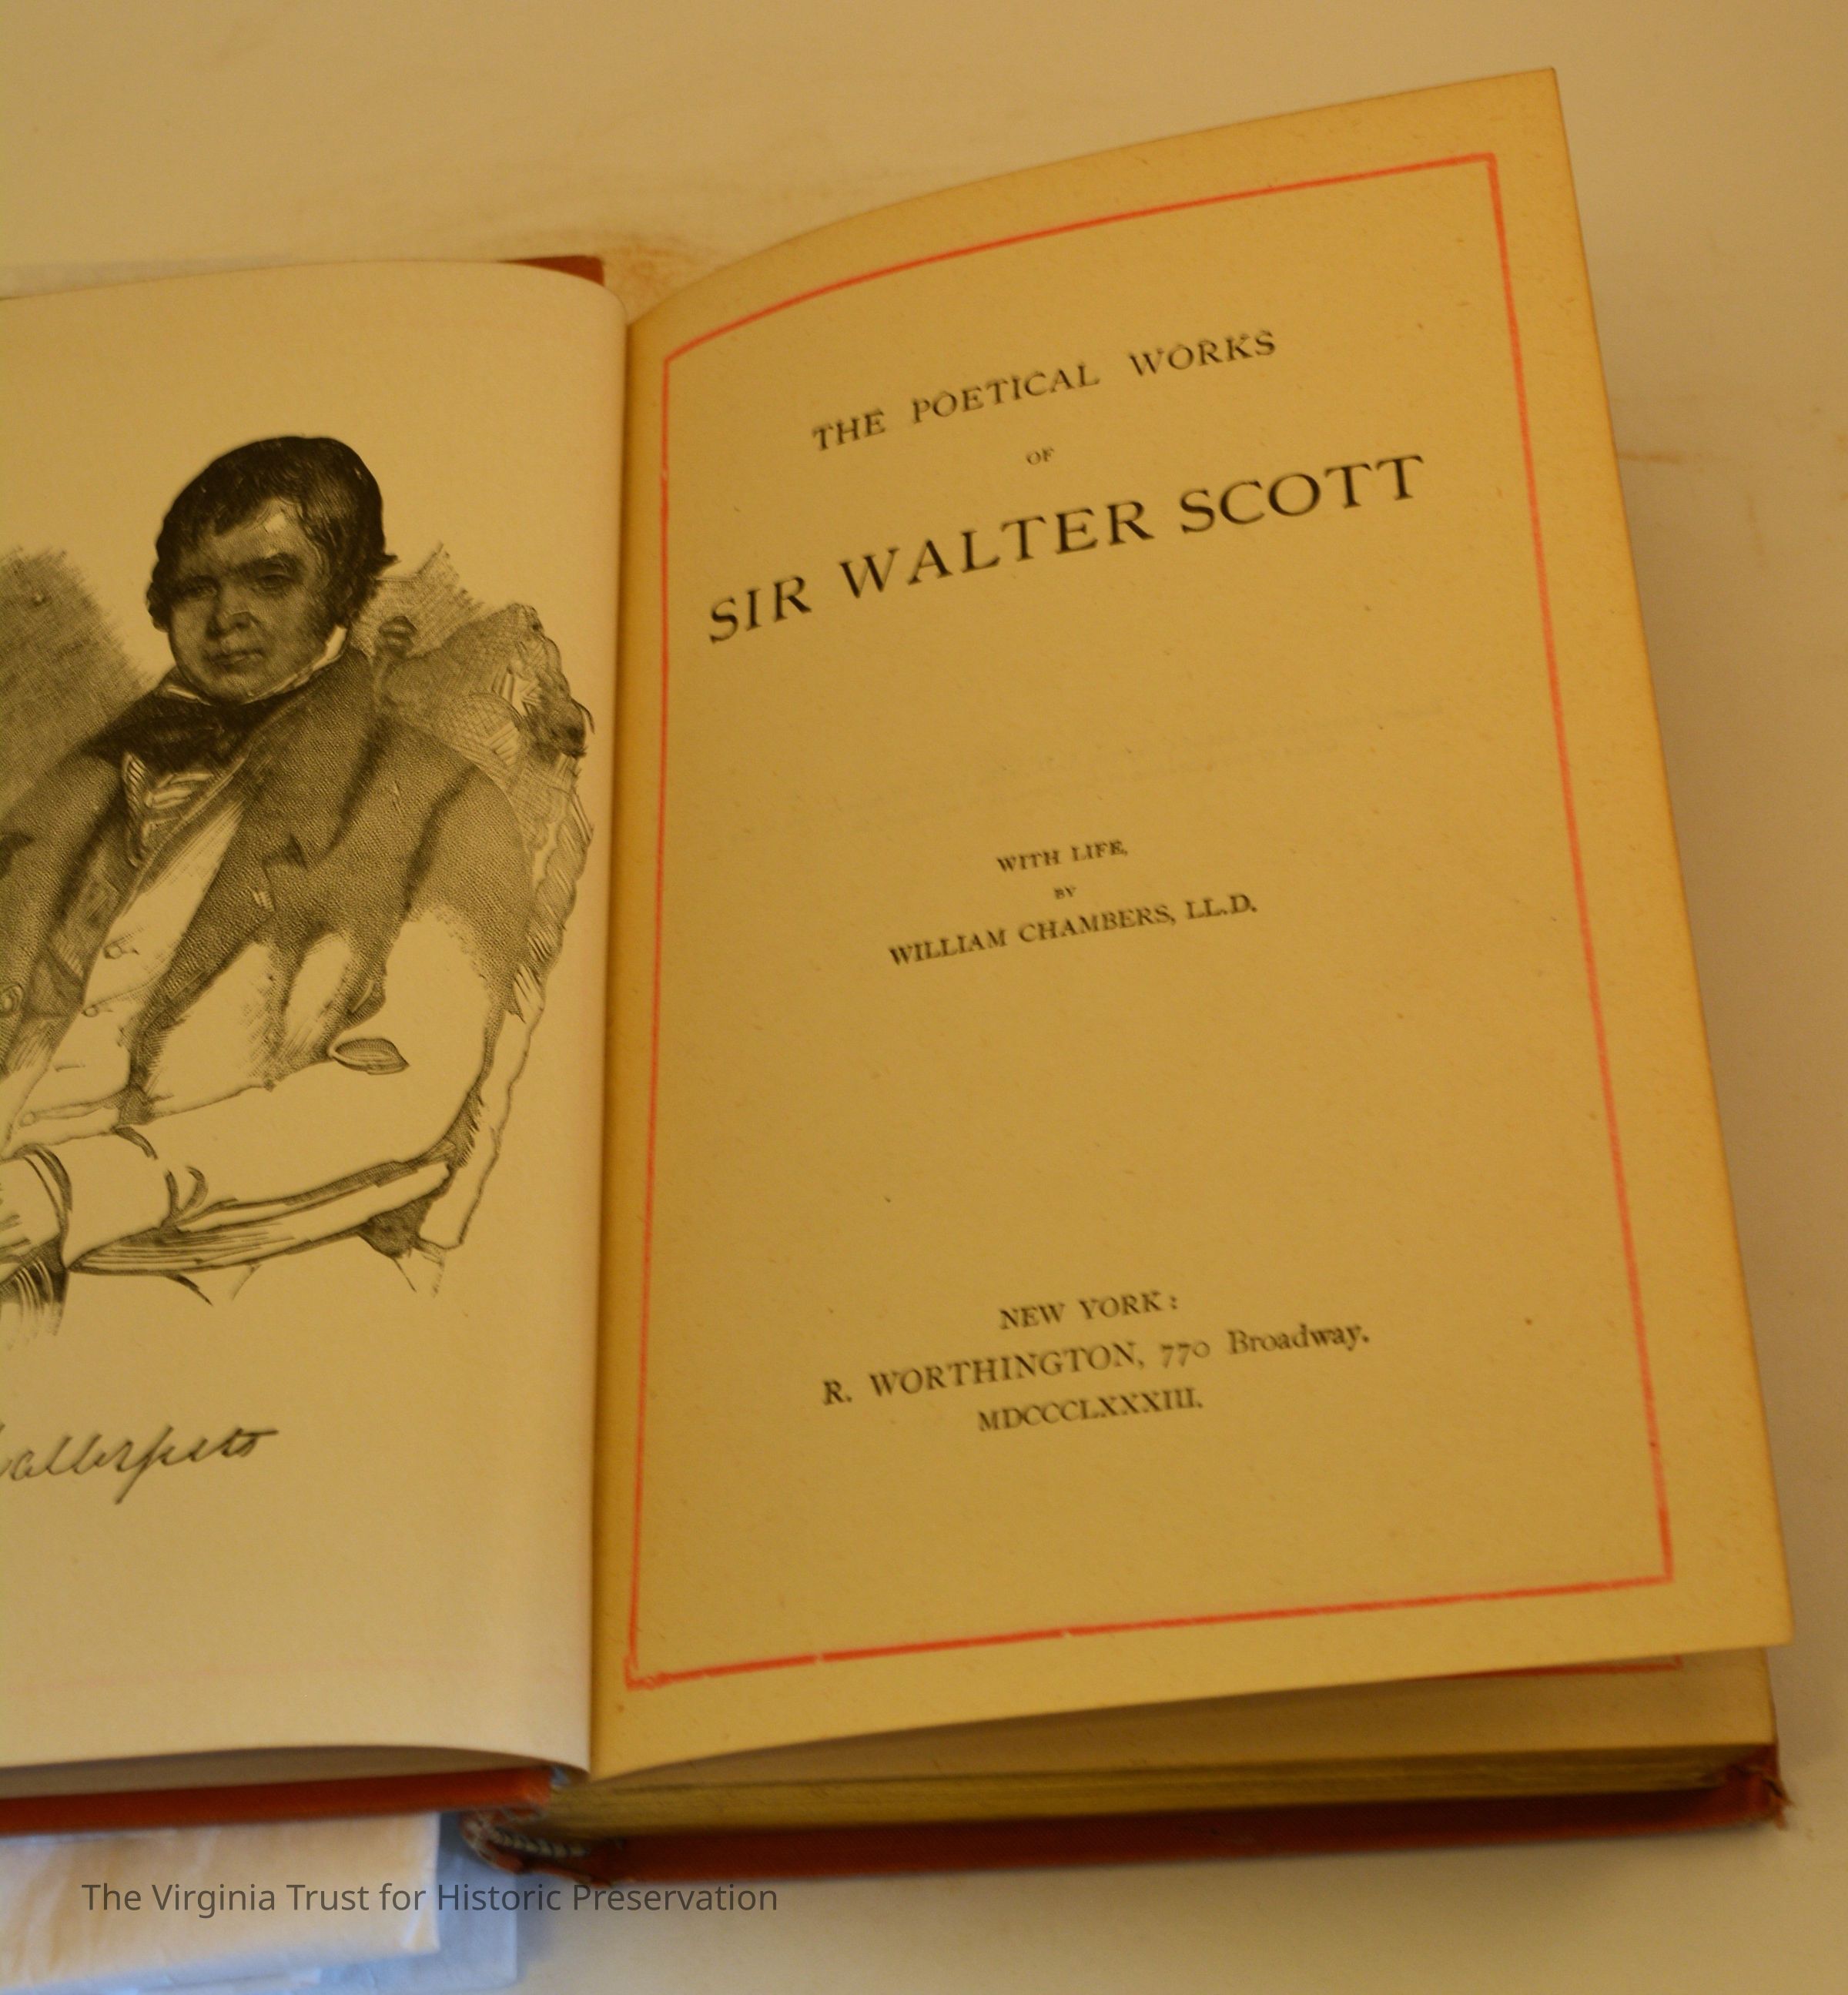 THE POETICAL WORKS
OF
SIR WALTER SCOTT
WITH LIFE,
BY
WILLIAM CHAMBERS, LL.D.
NEW YORK:
R. WORTHINGTON, 770 Broadway.
MDCCCLXXXIII.
The Virginia Trust for Historic Preservation